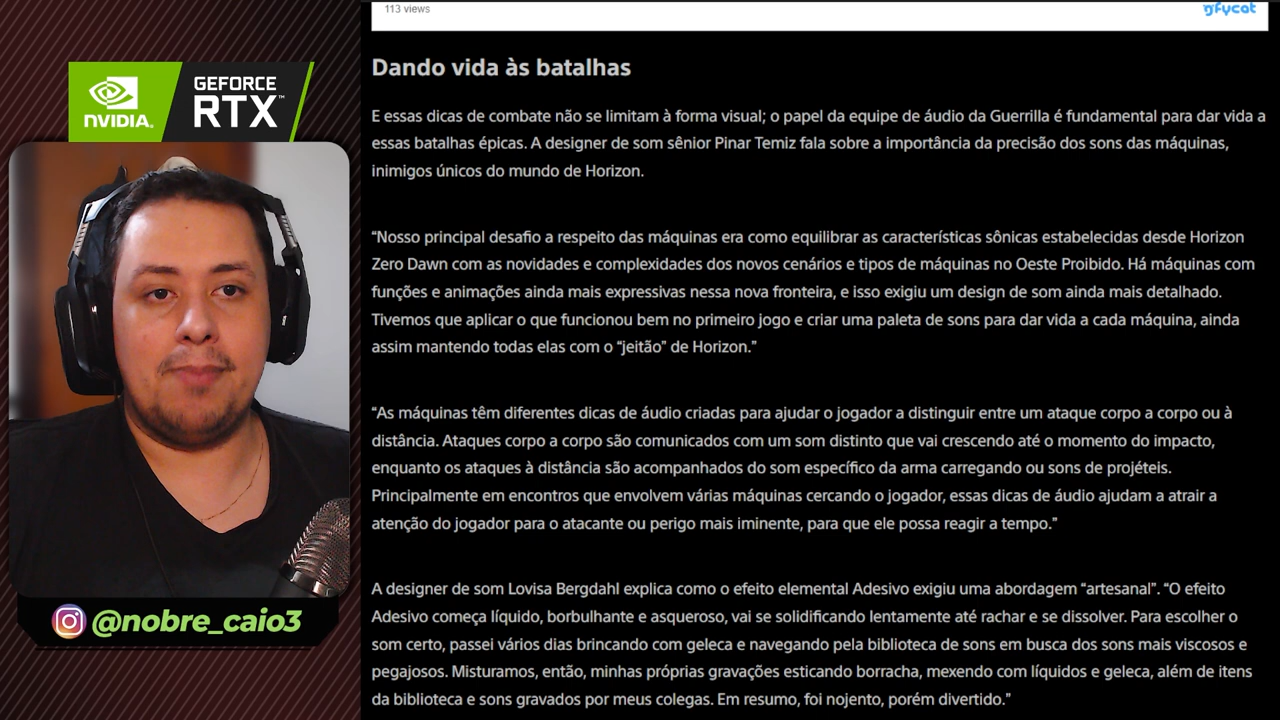 113 views
gfycat
NVIDIA.
GEFORCE
RTX™
Dando vida às batalhas
E essas dicas de combate não se limitam à forma visual; o papel da equipe de áudio da Guerrilla é fundamental para dar vida a
essas batalhas épicas. A designer de som sênior Pinar Temiz fala sobre a importância da precisão dos sons das máquinas,
inimigos únicos do mundo de Horizon.
“Nosso principal desafio a respeito das máquinas era como equilibrar as características sônicas estabelecidas desde Horizon
Zero Dawn com as novidades e complexidades dos novos cenários e tipos de máquinas no Oeste Proibido. Há máquinas com
funções e animações ainda mais expressivas nessa nova fronteira, e isso exigiu um design de som ainda mais detalhado.
Tivemos que aplicar o que funcionou bem no primeiro jogo e criar uma paleta de sons para dar vida a cada máquina, ainda
assim mantendo todas elas com o “jeitão” de Horizon.”
“As máquinas têm diferentes dicas de áudio criadas para ajudar o jogador a distinguir entre um ataque corpo a corpo ou à
distância. Ataques corpo a corpo são comunicados com um som distinto que vai crescendo até o momento do impacto,
enquanto os ataques à distância são acompanhados do som específico da arma carregando ou sons de projéteis.
Principalmente em encontros que envolvem várias máquinas cercando o jogador, essas dicas de áudio ajudam a atrair a
atenção do jogador para o atacante ou perigo mais iminente, para que ele possa reagir a tempo.”
A designer de som Lovisa Bergdahl explica como o efeito elemental Adesivo exigiu uma abordagem “artesanal”. “O efeito
Adesivo começa líquido, borbulhante e asqueroso, vai se solidificando lentamente até rachar e se dissolver. Para escolher o
som certo, passei vários dias brincando com geleca e navegando pela biblioteca de sons em busca dos sons mais viscosos e
pegajosos. Misturamos, então, minhas próprias gravações esticando borracha, mexendo com líquidos e geleca, além de itens
da biblioteca e sons gravados por meus colegas. Em resumo, foi nojento, porém divertido.”
@nobre_caio3